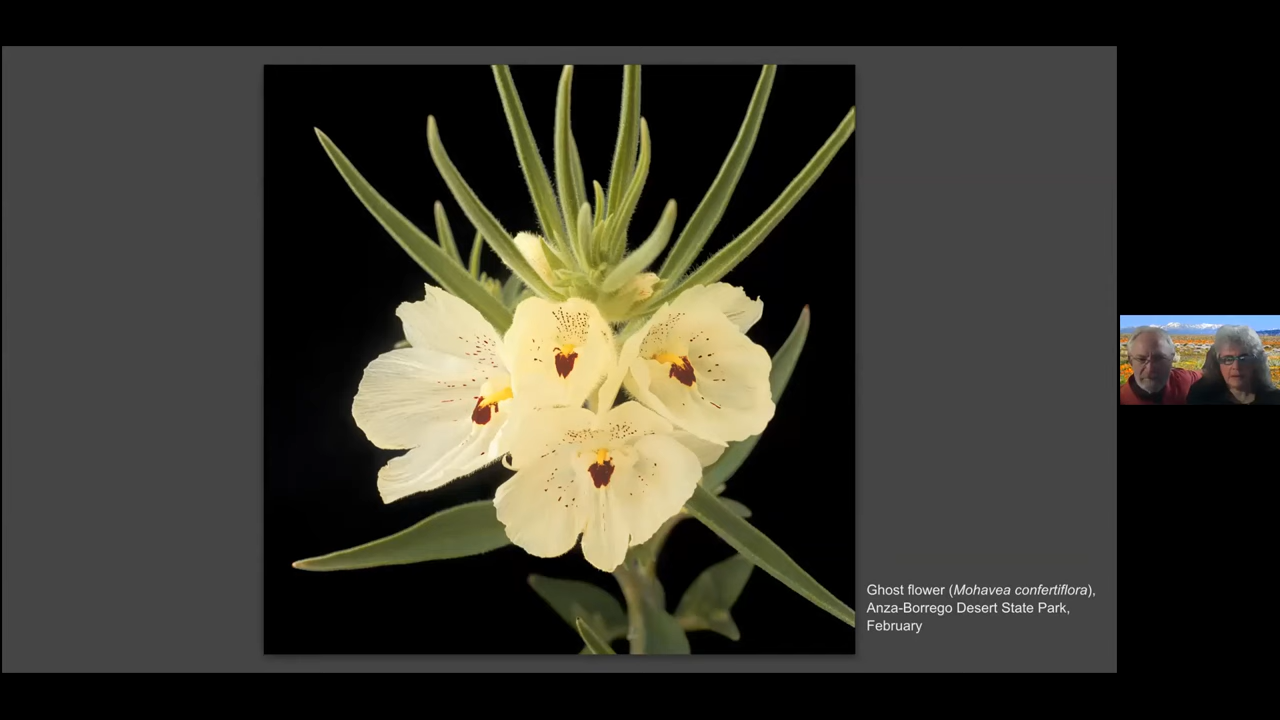 Ghost flower (Mohavea confertiflora),
Anza-Borrego Desert State Park,
February